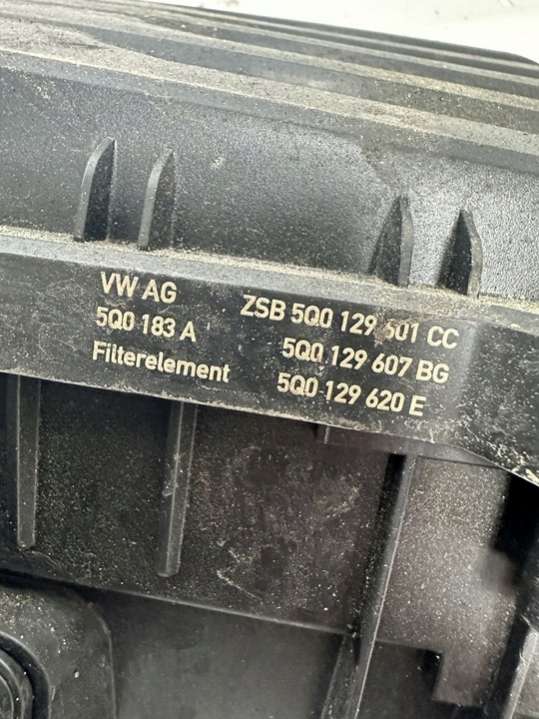 VW AG
5Q0 183 A
Filterelement
ZSB 5Q0 129 601 CC
5Q0 129 607 BG
5Q0 129 620 E